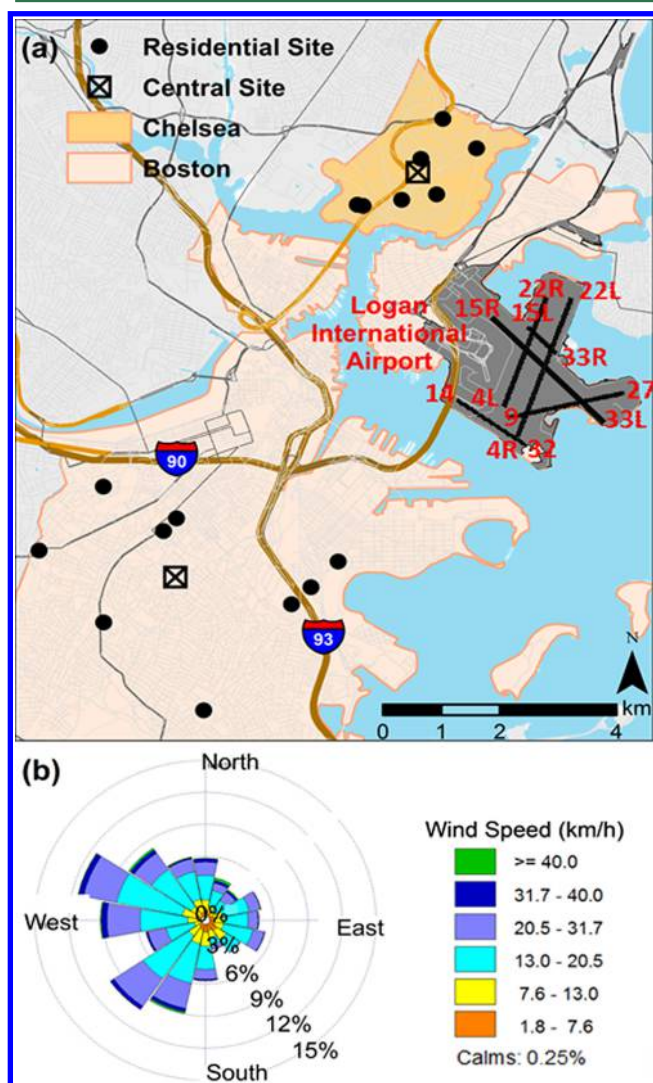 (a)
Residential Site
Central Site
Chelsea
Boston
Logan
International
Airport
22R
22L
15R
15L
33R
14
4L
9
27
33L
4R
32
90
93
N
km
0
1
2
4
(b)
North
West
East
South
0%
3%
6%
9%
12%
15%
Wind Speed (km/h)
>= 40.0
31.7 - 40.0
20.5 - 31.7
13.0 - 20.5
7.6 - 13.0
1.8 - 7.6
Calms: 0.25%